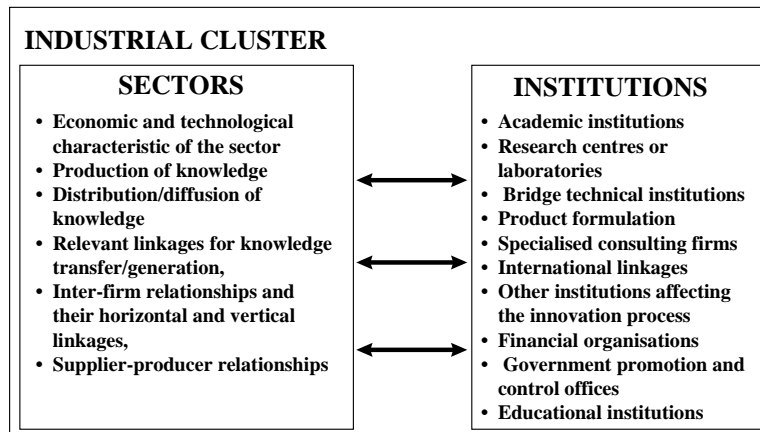 INDUSTRIAL CLUSTER
SECTORS
• Economic and technological
characteristic of the sector
• Production of knowledge
• Distribution/diffusion of
knowledge
• Relevant linkages for knowledge
transfer/generation,
• Inter-firm relationships and
their horizontal and vertical
linkages,
• Supplier-producer relationships
INSTITUTIONS
• Academic institutions
• Research centres or
laboratories
• Bridge technical institutions
• Product formulation
• Specialised consulting firms
• International linkages
• Other institutions affecting
the innovation process
• Financial organisations
• Government promotion and
control offices
• Educational institutions